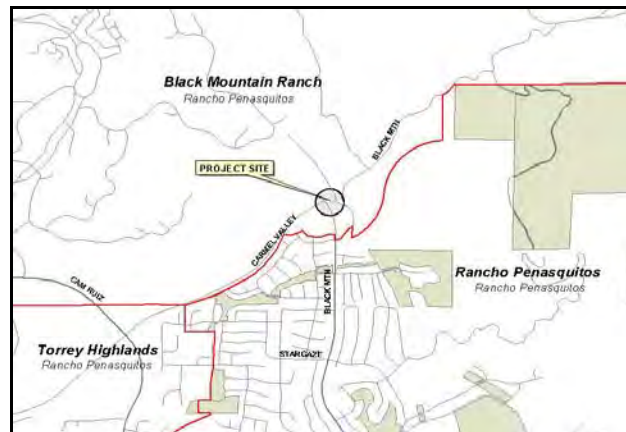 Black Mountain Ranch
Rancho Penasquitos
BLACK MTN
PROJECT SITE
CARMEL VALLEY
CAM RUIZ
BLACK MTN
Rancho Penasquitos
Rancho Penasquitos
Torrey Highlands
Rancho Penasquitos
STARGAZE